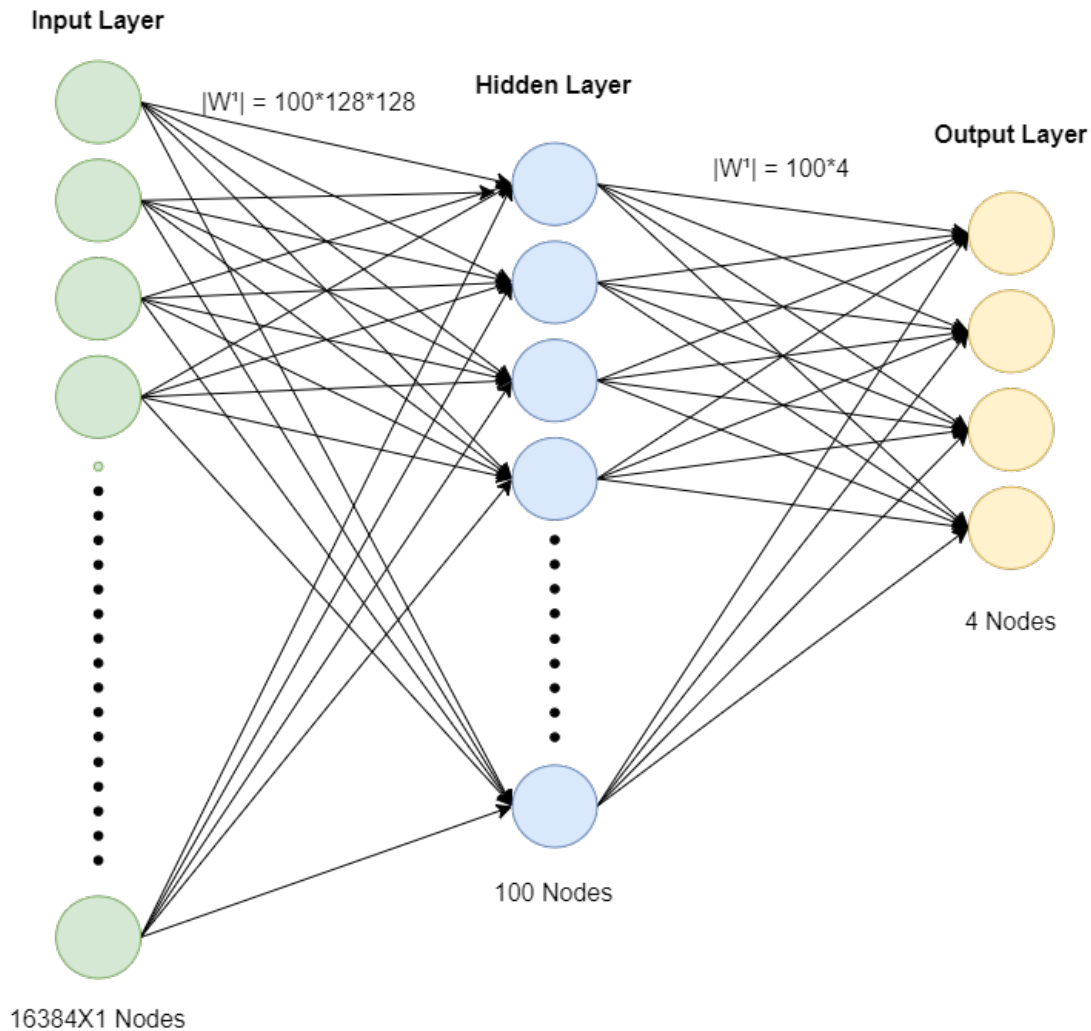 Input Layer
|W¹| = 100*128*128
Hidden Layer
|W¹| = 100*4
Output Layer
4 Nodes
100 Nodes
16384X1 Nodes